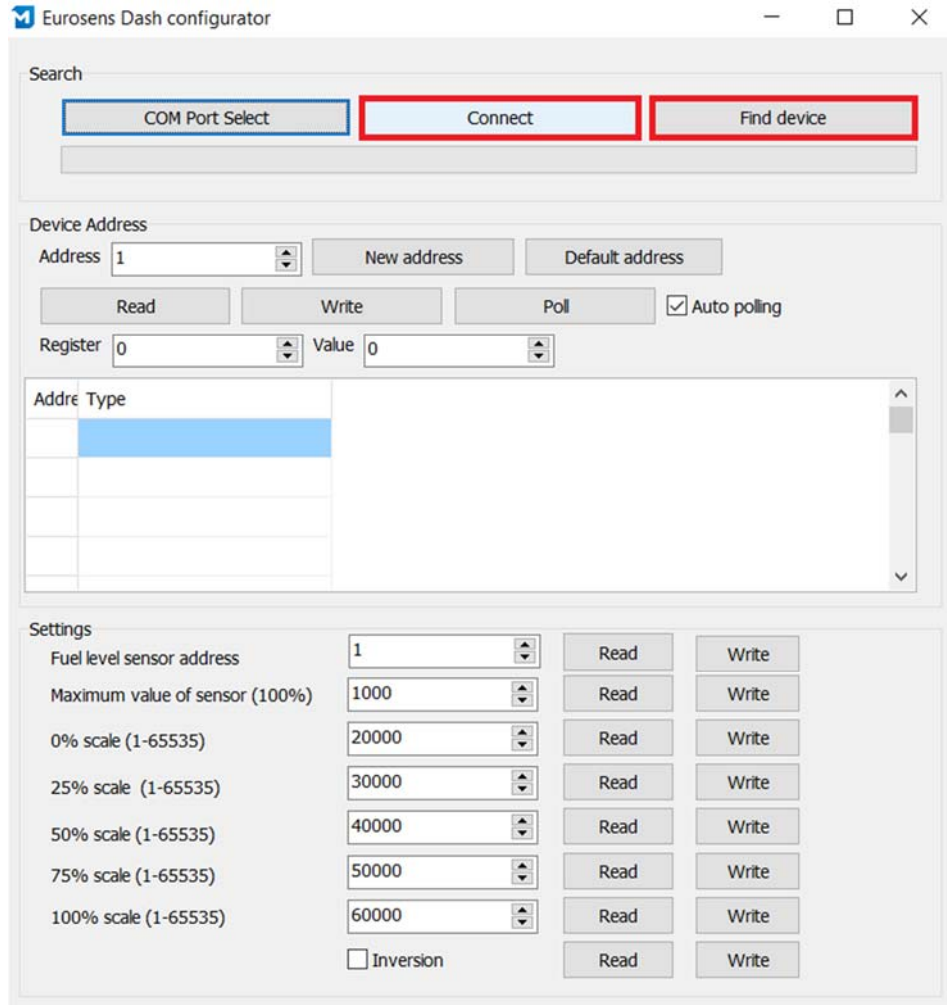 Eurosens Dash configurator
Search
COM Port Select Connect Find device
Device Address
Address 1 New address Default address
Read Write Poll Auto polling
Register 0 Value 0
Addre Type
Settings
Fuel level sensor address 1 Read Write
Maximum value of sensor (100%) 1000 Read Write
0% scale (1-65535) 20000 Read Write
25% scale (1-65535) 30000 Read Write
50% scale (1-65535) 40000 Read Write
75% scale (1-65535) 50000 Read Write
100% scale (1-65535) 60000 Read Write
Inversion Read Write